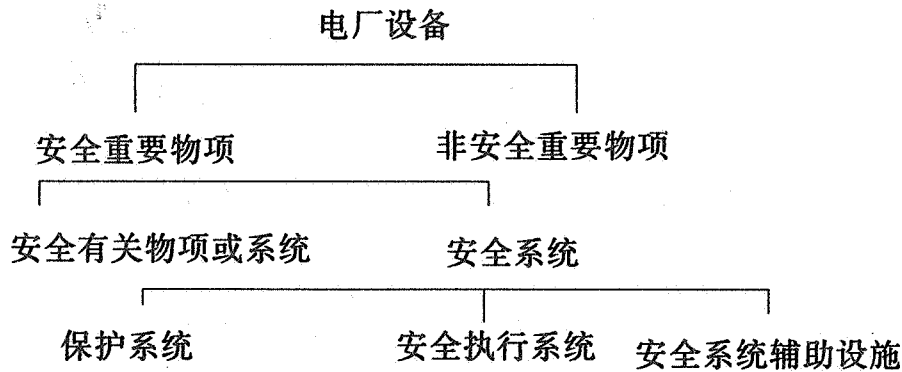 电厂设备
安全重要物项
非安全重要物项
安全有关物项或系统
安全系统
保护系统
安全执行系统
安全系统辅助设施